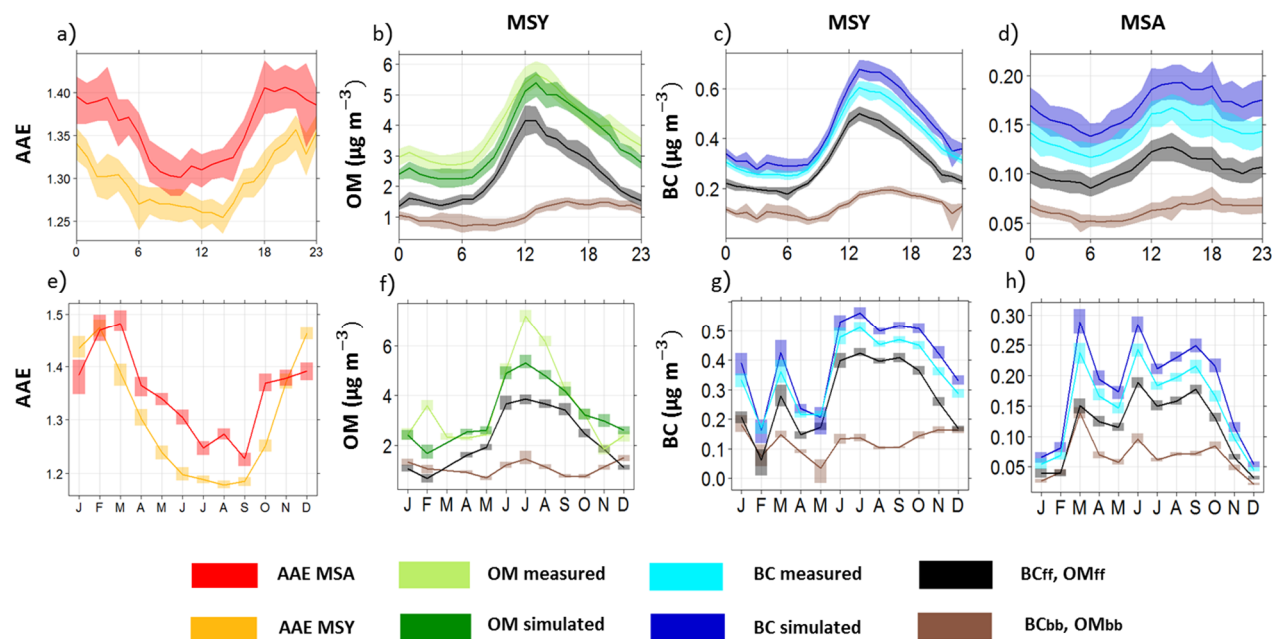 MSY
MSY
MSA
a)
b)
c)
d)
AAE
1.40
1.35
1.30
1.25
0 6 12 18 23
OM (µg m⁻³)
6
5
4
3
2
1
0 6 12 18 23
BC (µg m⁻³)
0.6
0.4
0.2
0 6 12 18 23
0.20
0.15
0.10
0.05
0 6 12 18 23
e)
f)
g)
h)
AAE
1.5
1.4
1.3
1.2
J F M A M J J A S O N D
OM (µg m⁻³)
6
4
2
J F M A M J J A S O N D
BC (µg m⁻³)
0.5
0.4
0.3
0.2
0.1
0.0
J F M A M J J A S O N D
0.30
0.25
0.20
0.15
0.10
0.05
J F M A M J J A S O N D
AAE MSA
OM measured
BC measured
BCff, OMff
AAE MSY
OM simulated
BC simulated
BCbb, OMbb